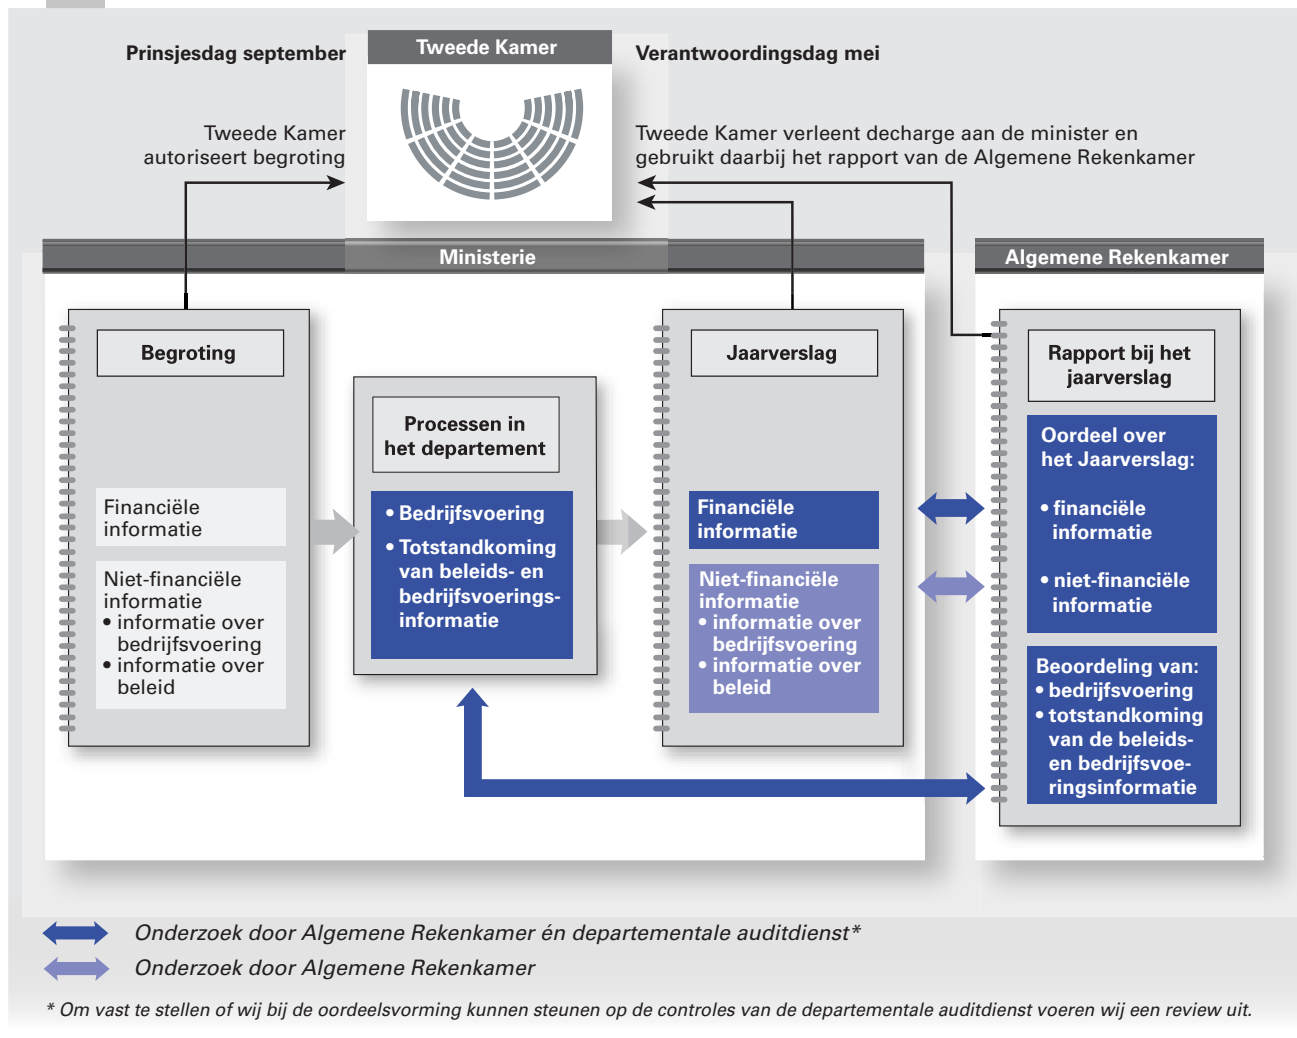 Prinsjesdag september
Tweede Kamer
Verantwoordingsdag mei
Tweede Kamer
autoriseert begroting
Tweede Kamer verleent decharge aan de minister en
gebruikt daarbij het rapport van de Algemene Rekenkamer
Ministerie
Algemene Rekenkamer
Begroting
Financiële
informatie
Niet-financiële
informatie
• informatie over
bedrijfsvoering
• informatie over
beleid
Processen in
het departement
• Bedrijfsvoering
• Totstandkoming
van beleids- en
bedrijfsvoerings-
informatie
Jaarverslag
Financiële
informatie
Niet-financiële
informatie
• informatie over
bedrijfsvoering
• informatie over
beleid
Rapport bij het
jaarverslag
Oordeel over
het Jaarverslag:
• financiële
informatie
• niet-financiële
informatie
Beoordeling van:
• bedrijfsvoering
• totstandkoming
van de beleids-
en bedrijfsvoe-
ringsinformatie
Onderzoek door Algemene Rekenkamer én departementale auditdienst*
Onderzoek door Algemene Rekenkamer
* Om vast te stellen of wij bij de oordeelsvorming kunnen steunen op de controles van de departementale auditdienst voeren wij een review uit.